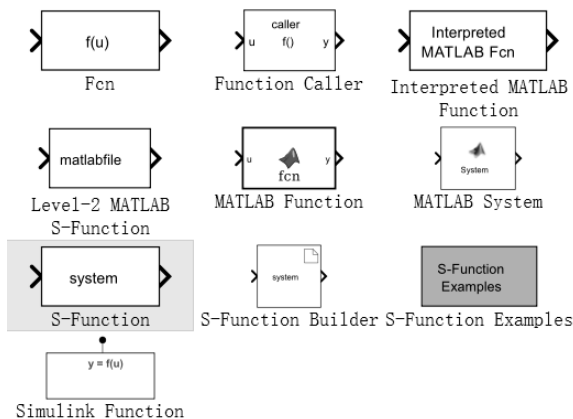 f(u)
Fcn
caller
u f() y
Function Caller
Interpreted
MATLAB Fcn
Interpreted MATLAB
Function
matlabfile
Level-2 MATLAB
S-Function
u y
fcn
MATLAB Function
System
MATLAB System
system
S-Function
system
S-Function Builder
S-Function
Examples
S-Function Examples
y = f(u)
Simulink Function